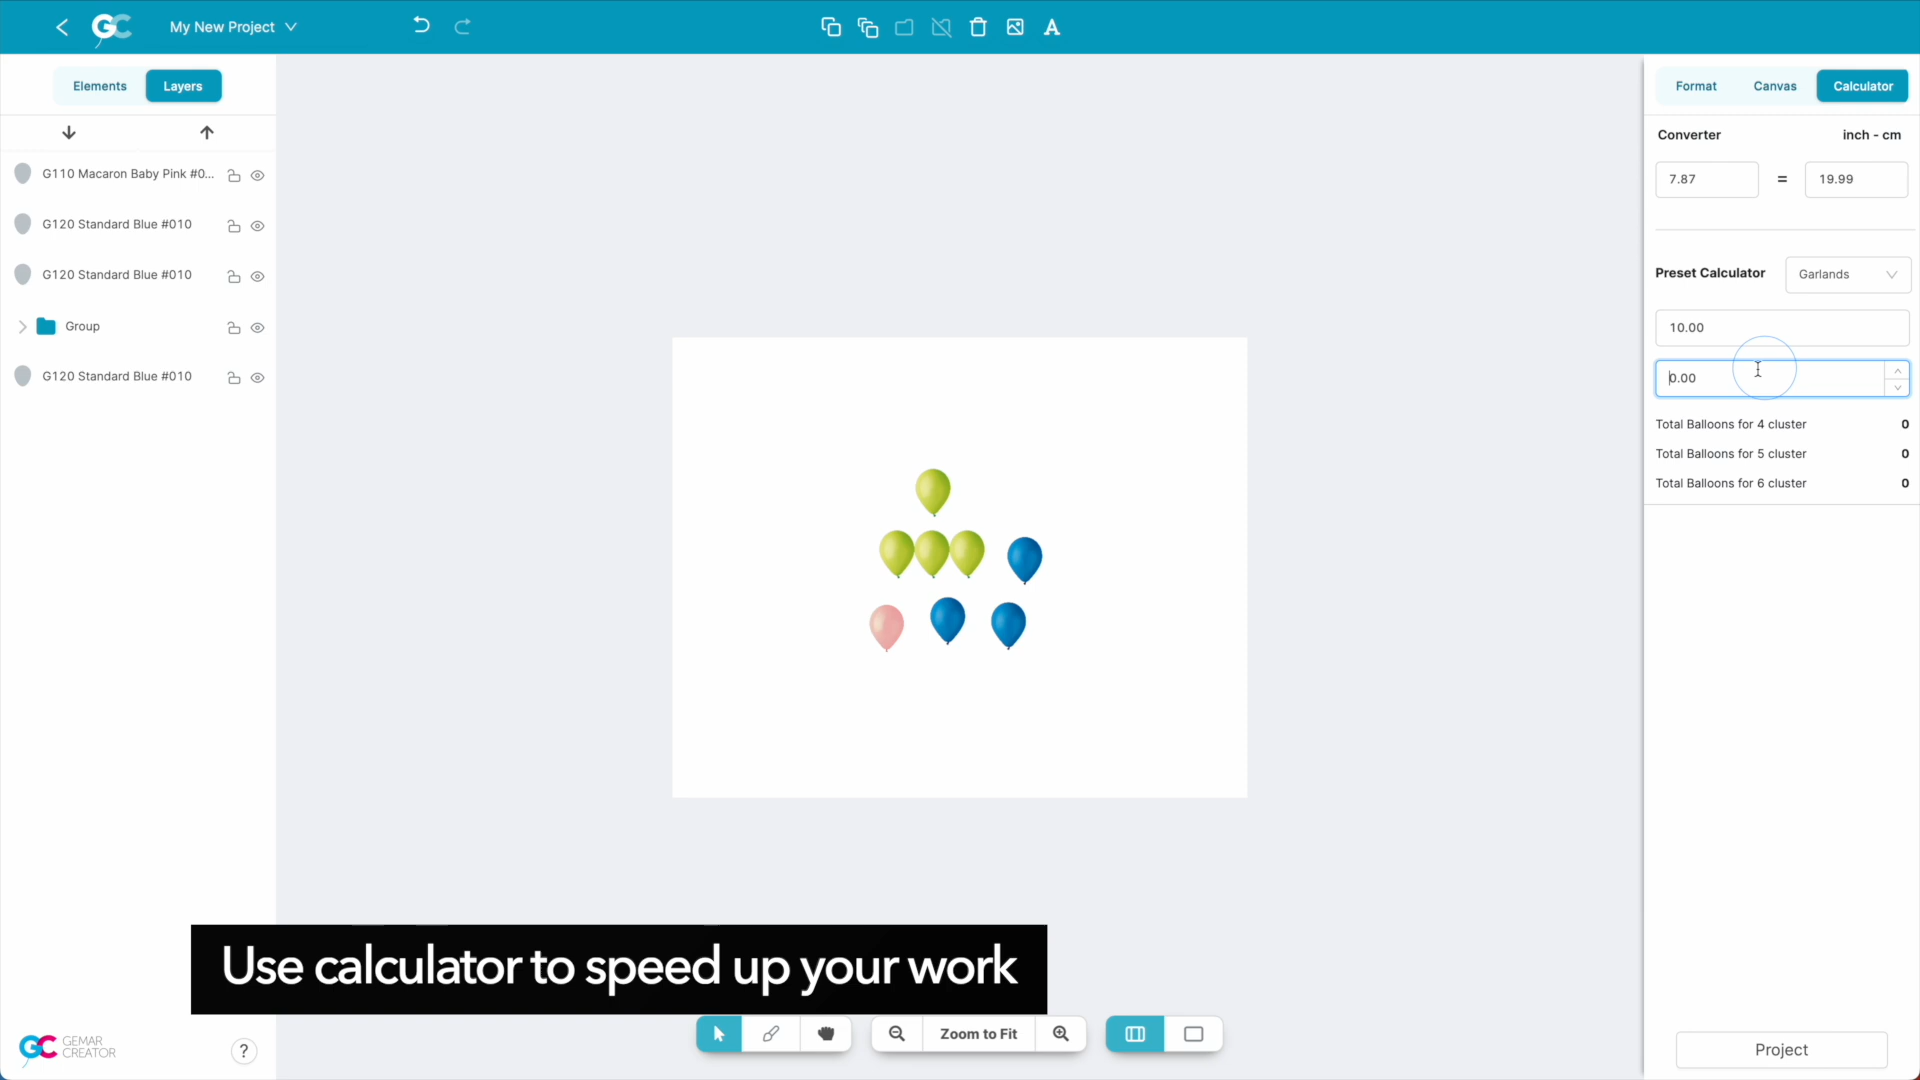 GC
My New Project
A
Elements
Layers
G110 Macaron Baby Pink #0...
G120 Standard Blue #010
G120 Standard Blue #010
Group
G120 Standard Blue #010
Format
Canvas
Calculator
Converter
inch - cm
7.87
=
19.99
Preset Calculator
Garlands
10.00
0.00
Total Balloons for 4 cluster
0
Total Balloons for 5 cluster
0
Total Balloons for 6 cluster
0
Use calculator to speed up your work
GC
GEMAR
CREATOR
?
Zoom to Fit
Project